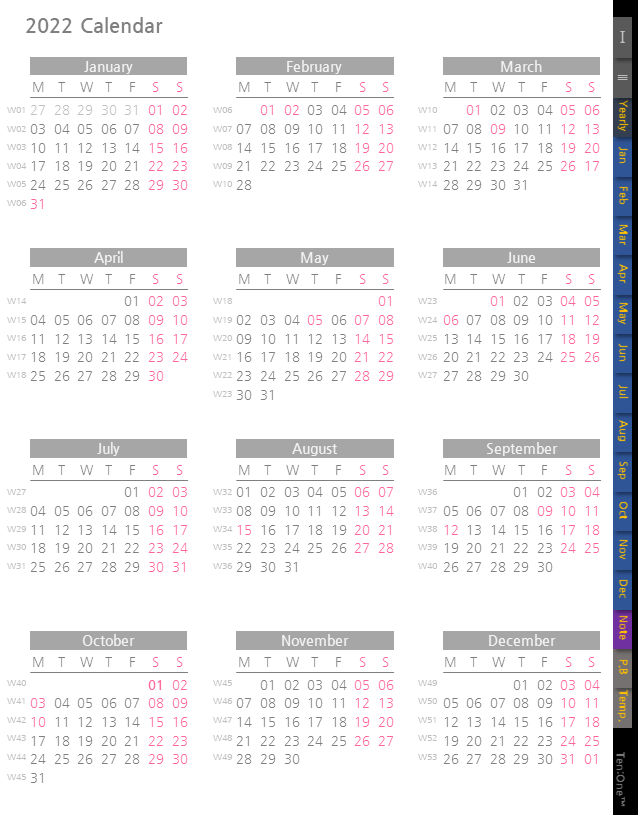 2022 Calendar
January
M T W T F S S
W01 27 28 29 30 31 01 02
W02 03 04 05 06 07 08 09
W03 10 11 12 13 14 15 16
W04 17 18 19 20 21 22 23
W05 24 25 26 27 28 29 30
W06 31
February
M T W T F S S
W06 01 02 03 04 05 06
W07 07 08 09 10 11 12 13
W08 14 15 16 17 18 19 20
W09 21 22 23 24 25 26 27
W10 28
March
M T W T F S S
W10 01 02 03 04 05 06
W11 07 08 09 10 11 12 13
W12 14 15 16 17 18 19 20
W13 21 22 23 24 25 26 17
W14 28 29 30 31
April
M T W T F S S
W14 01 02 03
W15 04 05 06 07 08 09 10
W16 11 12 13 14 15 16 17
W17 18 19 20 21 22 23 24
W18 25 26 27 28 29 30
May
M T W T F S S
W18 01
W19 02 03 04 05 06 07 08
W20 09 10 11 12 13 14 15
W21 16 17 18 19 20 21 22
W22 23 24 25 26 27 28 29
W23 30 31
June
M T W T F S S
W23 01 02 03 04 05
W24 06 07 08 09 10 11 12
W25 13 14 15 16 17 18 19
W26 20 21 22 23 24 25 26
W27 27 28 29 30
July
M T W T F S S
W27 01 02 03
W28 04 05 06 07 08 09 10
W29 11 12 13 14 15 16 17
W30 18 19 20 21 22 23 24
W31 25 26 27 28 29 30 31
August
M T W T F S S
W32 01 02 03 04 05 06 07
W33 08 09 10 11 12 13 14
W34 15 16 17 18 19 20 21
W35 22 23 24 25 26 27 28
W36 29 30 31
September
M T W T F S S
W36 01 02 03 04
W37 05 06 07 08 09 10 11
W38 12 13 14 15 16 17 18
W39 19 20 21 22 23 24 25
W40 26 27 28 29 30
October
M T W T F S S
W40 01 02
W41 03 04 05 06 07 08 09
W42 10 11 12 13 14 15 16
W43 17 18 19 20 21 22 23
W44 24 25 26 27 28 29 30
W45 31
November
M T W T F S S
W45 01 02 03 04 05 06
W46 07 08 09 10 11 12 13
W47 14 15 16 17 18 19 20
W48 21 22 23 24 25 26 27
W49 28 29 30
December
M T W T F S S
W49 01 02 03 04
W50 05 06 07 08 09 10 11
W51 12 13 14 15 16 17 18
W52 19 20 21 22 23 24 25
W53 26 27 28 29 30 31 01
I
Yearly
Jan
Feb
Mar
Apr
May
Jun
Jul
Aug
Sep
Oct
Nov
Dec
Note
P,B
Temp.
Ten:One™